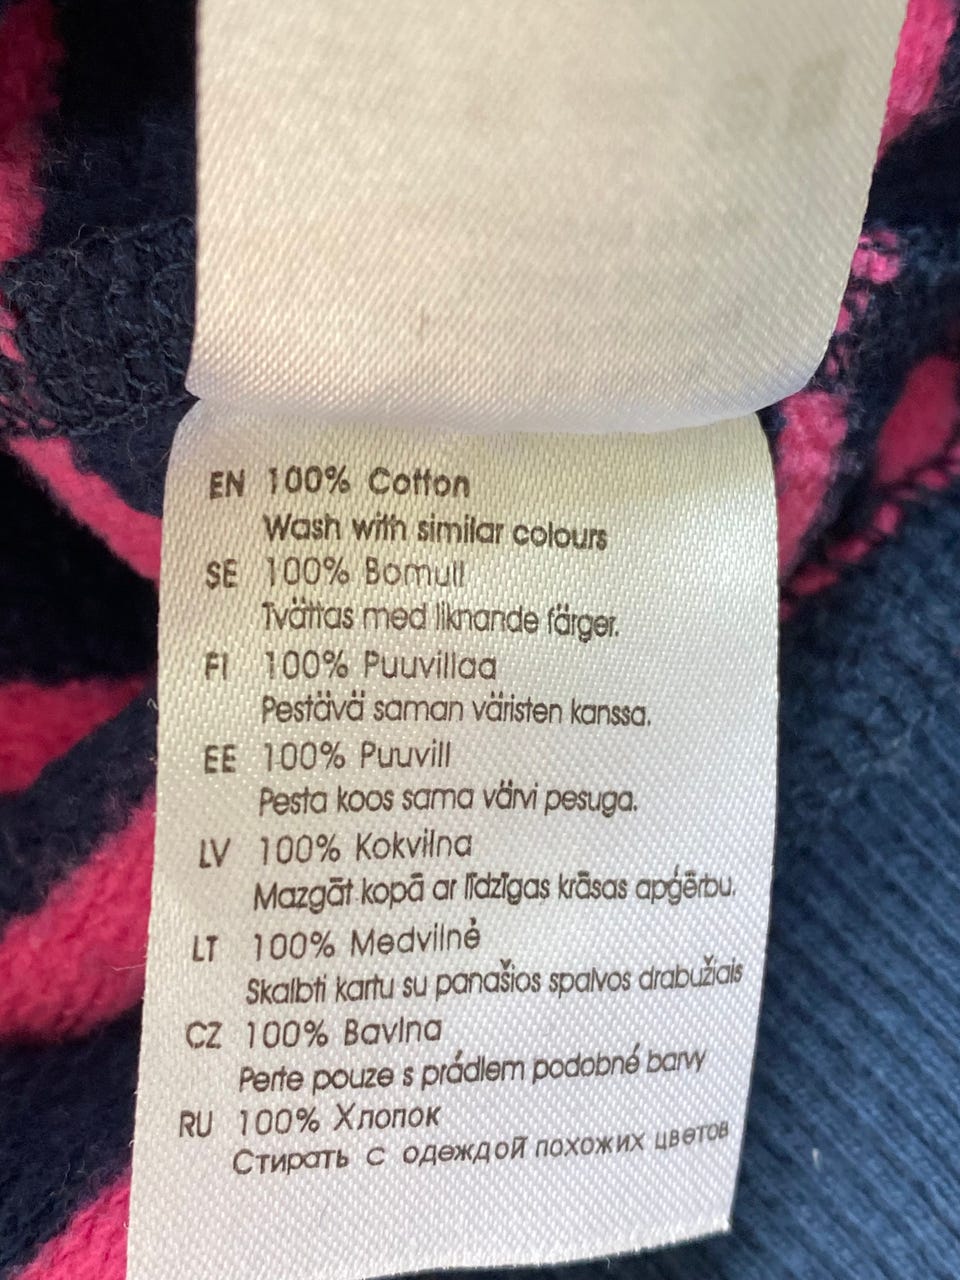 EN 100% Cotton
Wash with similar colours
SE 100% Bomull
Tvättas med liknande färger.
FI 100% Puuvillaa
Pestävä saman väristen kanssa.
EE 100% Puuvill
Pesta koos sama värvi pesuga.
LV 100% Kokvilna
Mazgāt kopā ar līdzīgas krāsas apģērbu.
LT 100% Medvilnė
Skalbti kartu su panašios spalvos drabužiais
CZ 100% Bavlna
Perte pouze s prádlem podobné barvy
RU 100% Хлопок
Стирать с одеждой похожих цветов